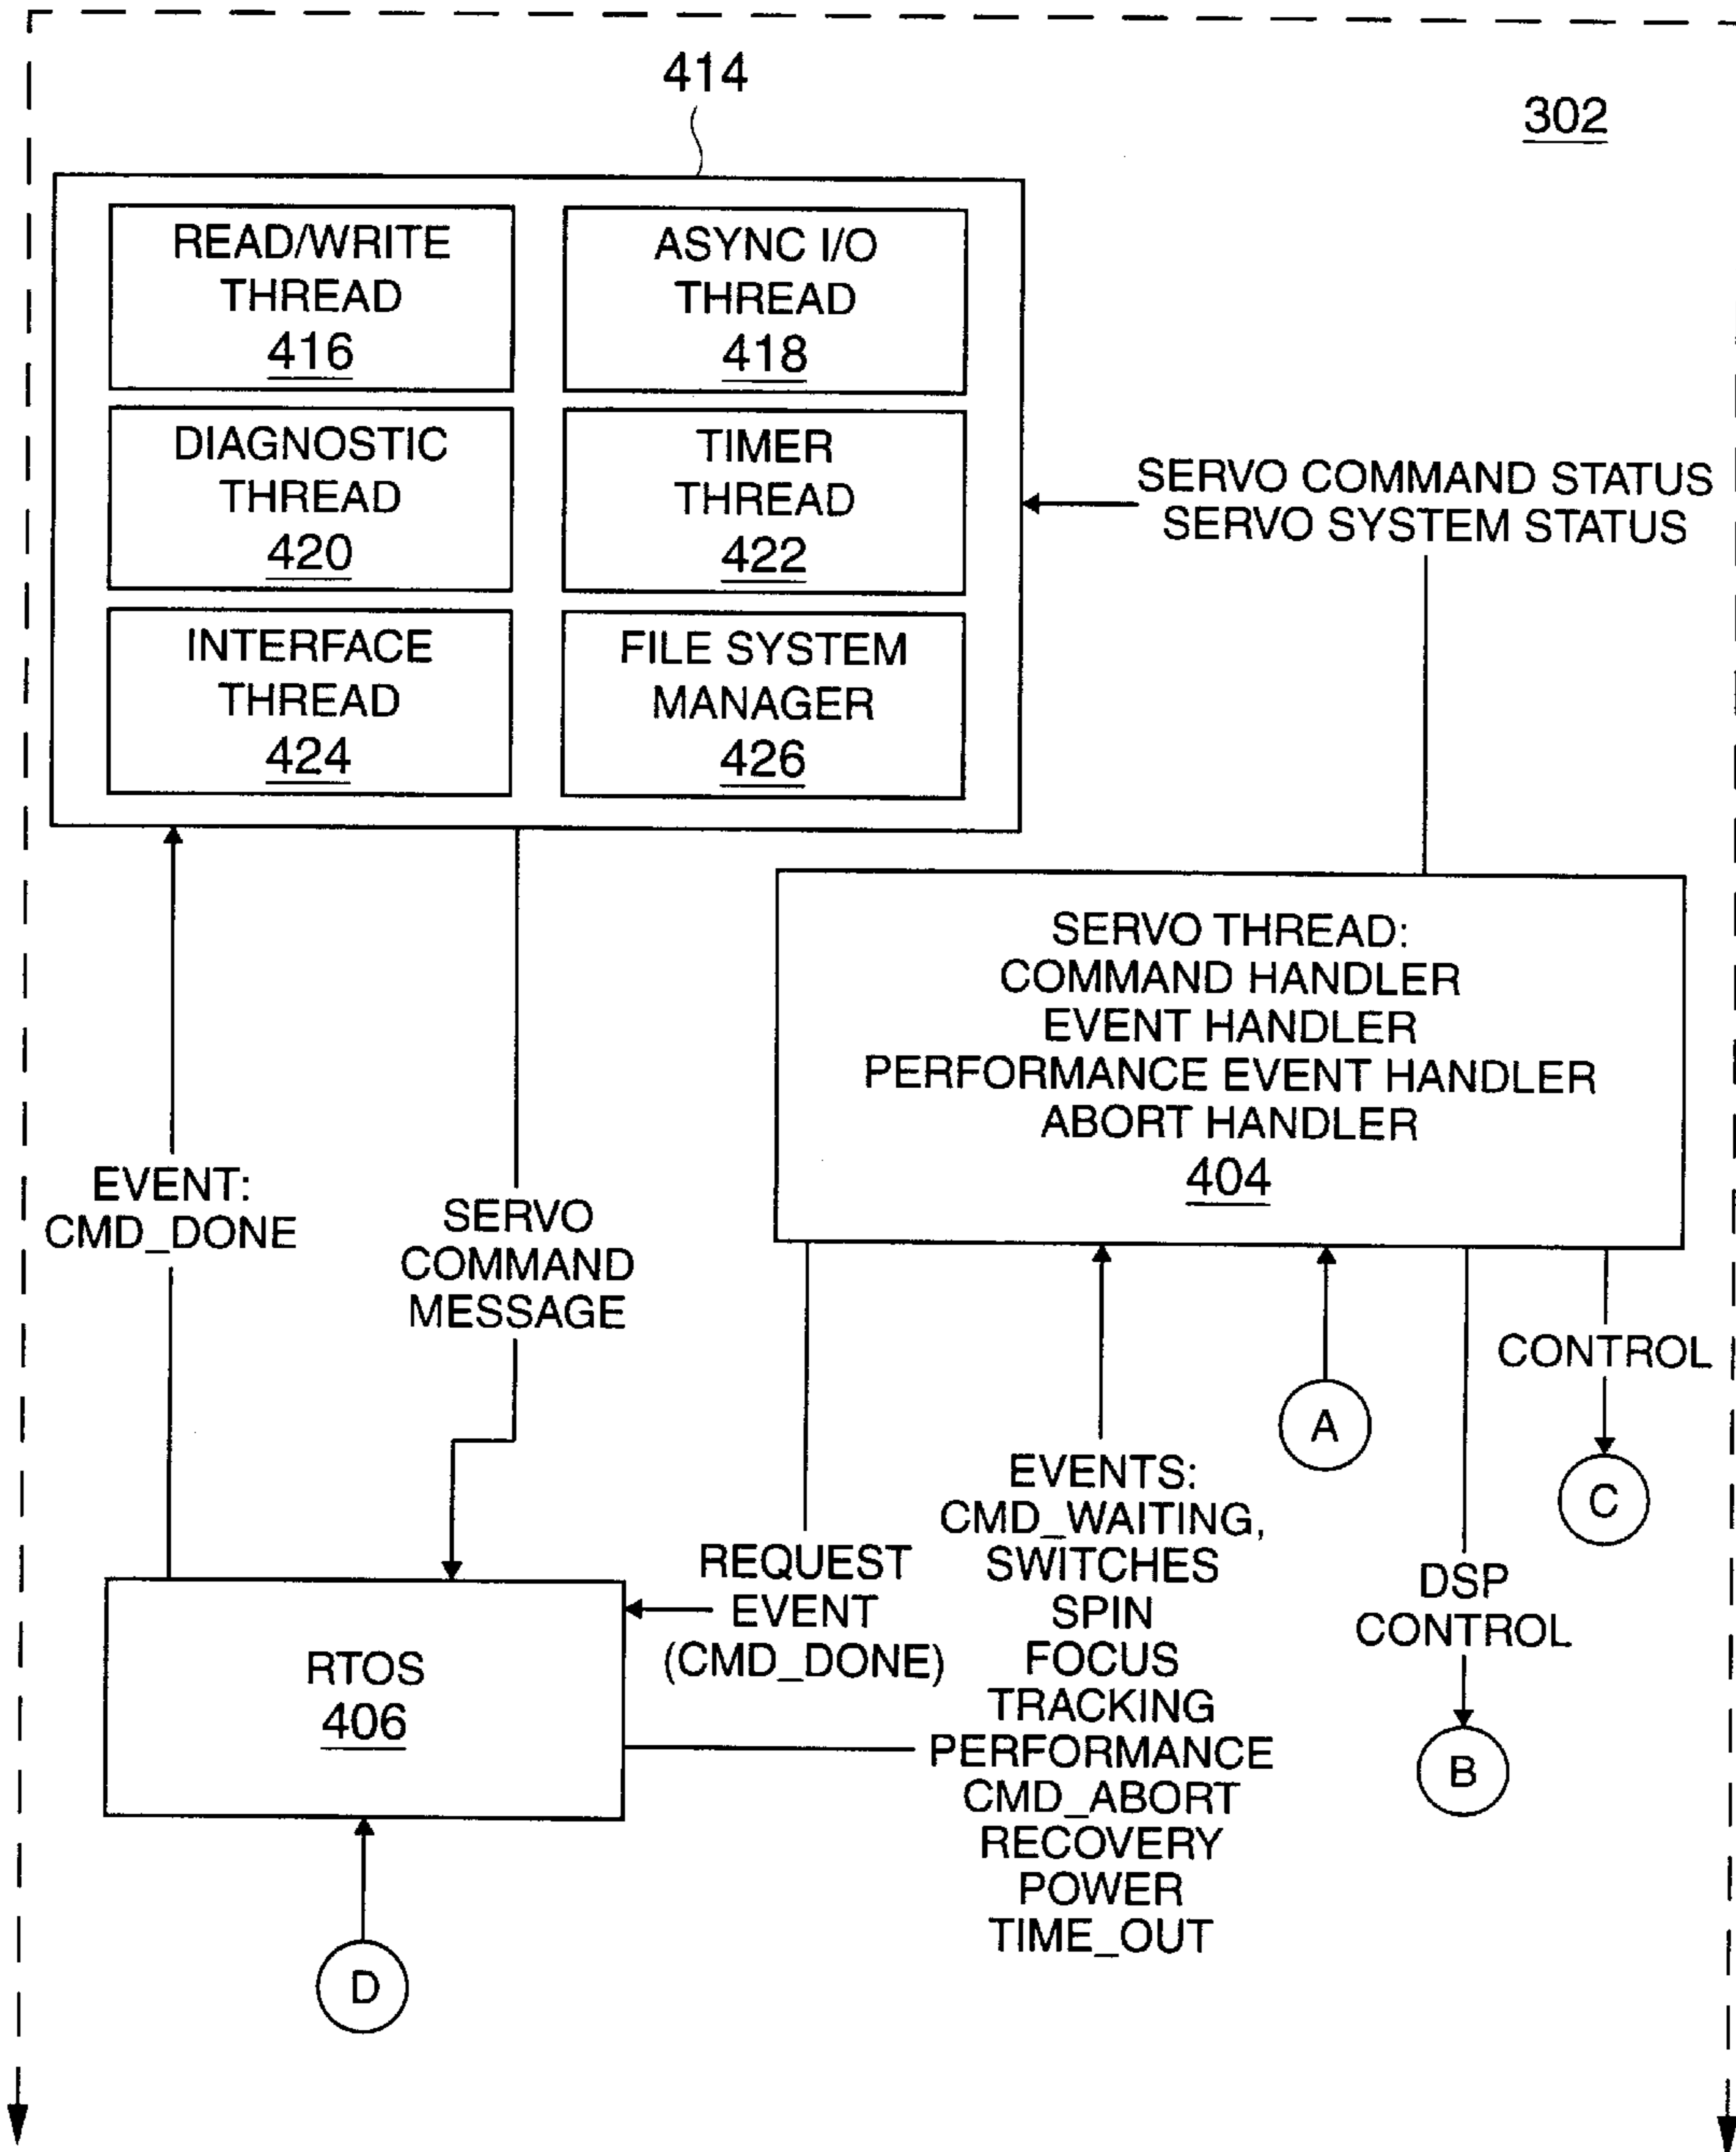 414
302
READ/WRITE
THREAD
416
ASYNC I/O
THREAD
418
DIAGNOSTIC
THREAD
420
TIMER
THREAD
422
INTERFACE
THREAD
424
FILE SYSTEM
MANAGER
426
SERVO COMMAND STATUS
SERVO SYSTEM STATUS
SERVO THREAD:
COMMAND HANDLER
EVENT HANDLER
PERFORMANCE EVENT HANDLER
ABORT HANDLER
404
EVENT:
CMD_DONE
SERVO
COMMAND
MESSAGE
CONTROL
A
C
EVENTS:
CMD_WAITING,
SWITCHES
SPIN
FOCUS
TRACKING
PERFORMANCE
CMD_ABORT
RECOVERY
POWER
TIME_OUT
REQUEST
EVENT
(CMD_DONE)
DSP
CONTROL
B
RTOS
406
D